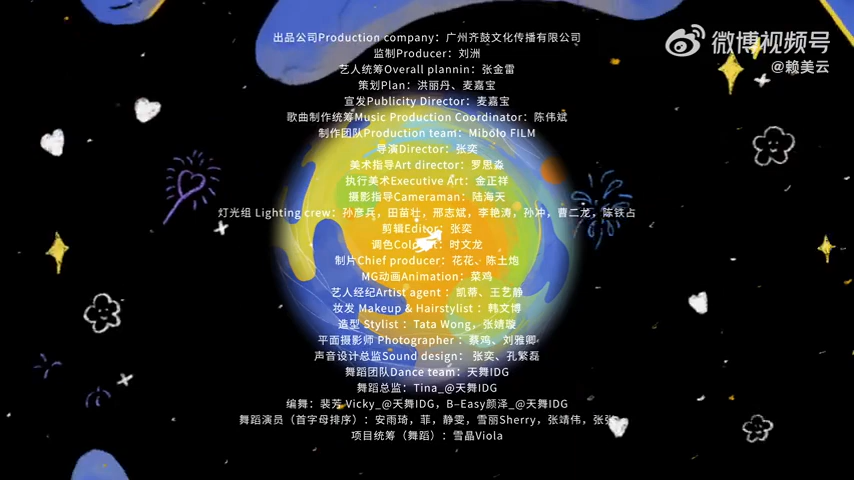 微博视频号
@赖美云
出品公司Production company：广州齐鼓文化传播有限公司
监制Producer：刘洲
艺人统筹Overall plannin：张金雷
策划Plan：洪丽丹、麦嘉宝
宣发Publicity Director：麦嘉宝
歌曲制作统筹Music Production Coordinator：陈伟斌
制作团队Production team：Mibolo FILM
导演Director：张奕
美术指导Art director：罗思淼
执行美术Executive Art：金正祥
摄影指导Cameraman：陆海天
灯光组 Lighting crew：孙彦兵，田苗壮，邢志斌，李艳涛，孙冲，曹二龙，陈铁占
剪辑Editor：张奕
调色 时文龙
制片Chief producer：花花、陈土炮
MG动画Animation：菜鸡
艺人经纪Artist agent ：凯蒂、王艺静
妆发 Makeup & Hairstylist ：韩文博
造型 Stylist ：Tata Wong，张婧璇
平面摄影师 Photographer ：蔡鸡、刘雅卿
声音设计总监Sound design： 张奕、孔繁磊
舞蹈团队Dance team：天舞IDG
舞蹈总监：Tina_@天舞IDG
编舞：裴芳 Vicky_@天舞IDG，B–Easy颜泽_@天舞IDG
舞蹈演员（首字母排序）：安雨琦，菲，静雯，雪丽Sherry，张靖伟，张张
项目统筹（舞蹈）：雪晶Viola